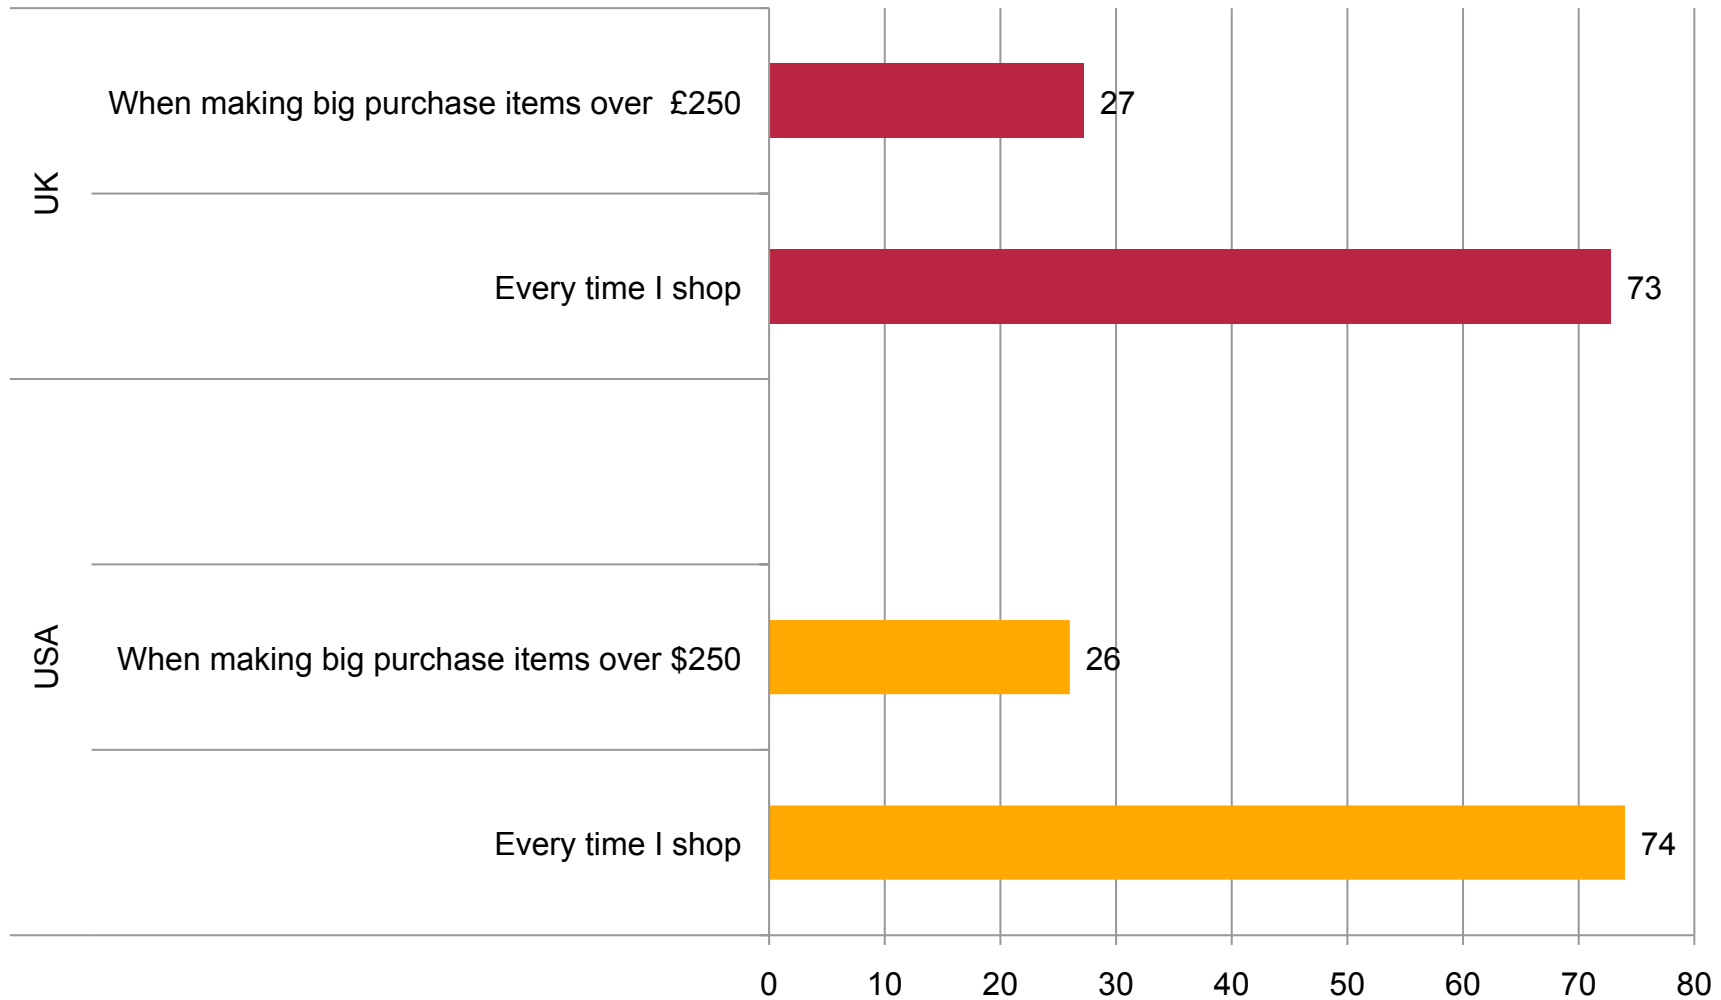 UK
When making big purchase items over  £250
27
Every time I shop
73
USA
When making big purchase items over $250
26
Every time I shop
74
0 10 20 30 40 50 60 70 80